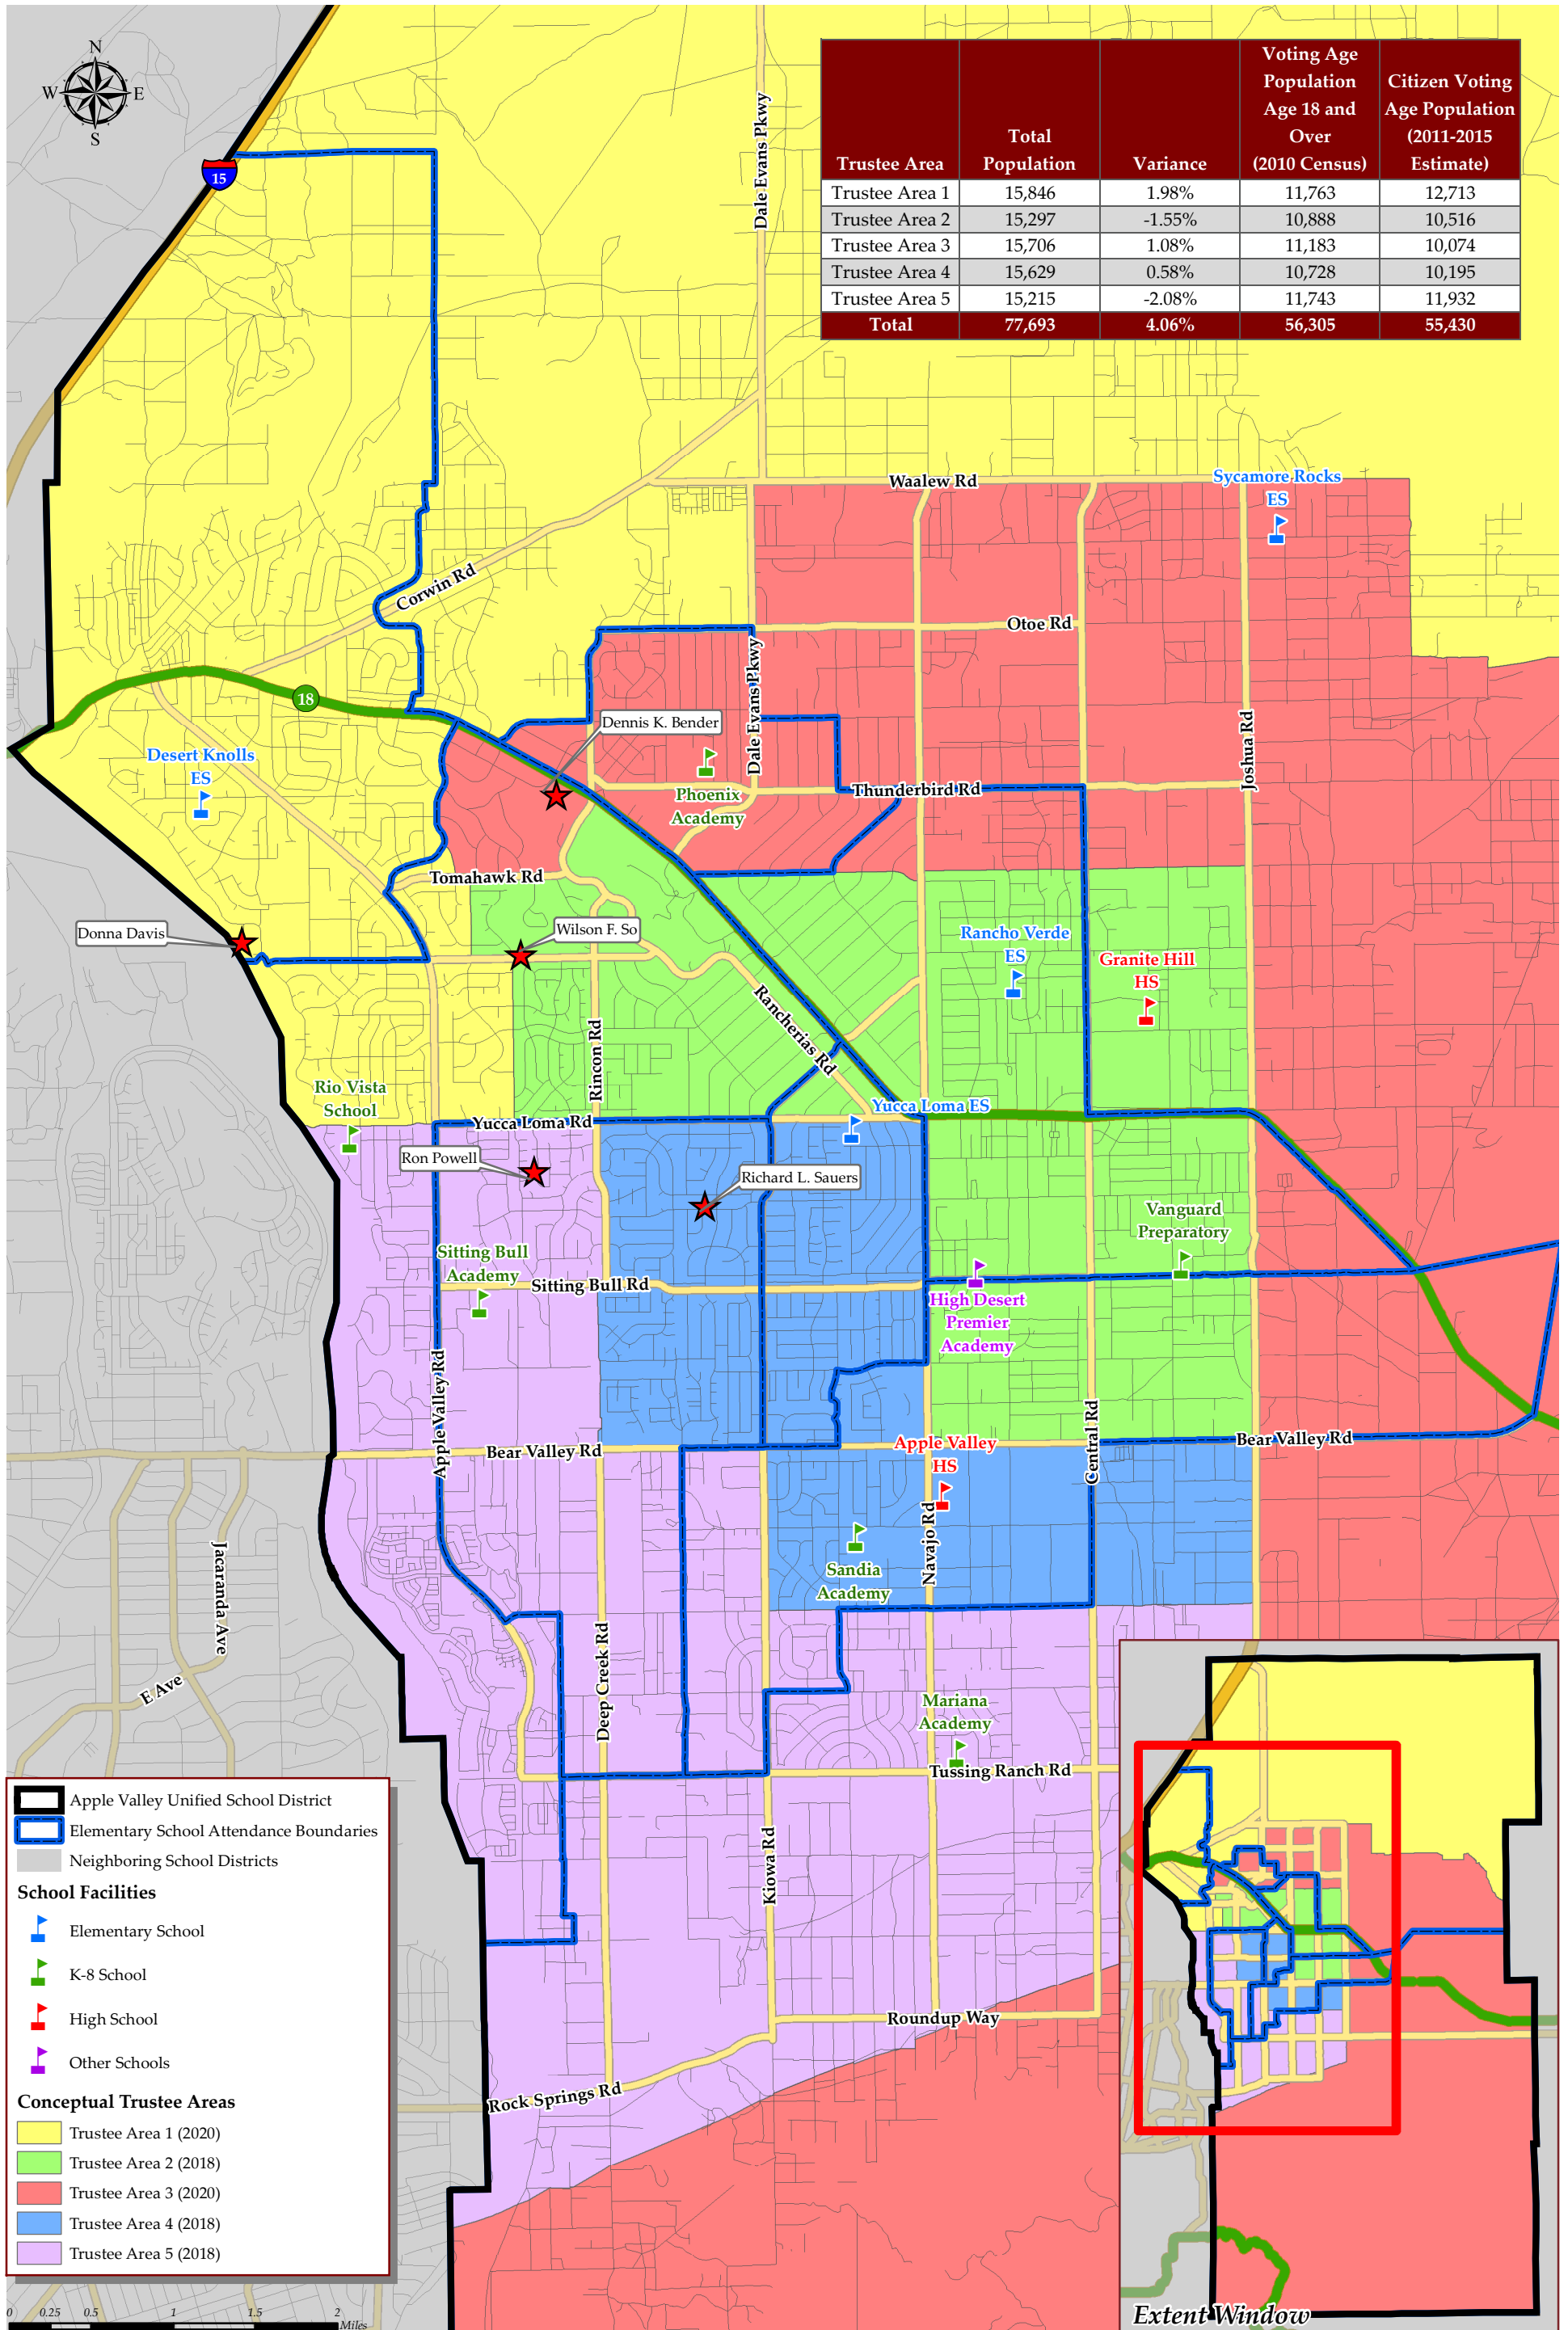 N
W E
S
15
Dale Evans Pkwy
Trustee Area | Total Population | Variance | Voting Age Population Age 18 and Over (2010 Census) | Citizen Voting Age Population (2011-2015 Estimate)
Trustee Area 1 | 15,846 | 1.98% | 11,763 | 12,713
Trustee Area 2 | 15,297 | -1.55% | 10,888 | 10,516
Trustee Area 3 | 15,706 | 1.08% | 11,183 | 10,074
Trustee Area 4 | 15,629 | 0.58% | 10,728 | 10,195
Trustee Area 5 | 15,215 | -2.08% | 11,743 | 11,932
Total | 77,693 | 4.06% | 56,305 | 55,430
Waalew Rd
Sycamore Rocks
ES
Corwin Rd
Otoe Rd
Dale Evans Pkwy
18
Dennis K. Bender
Joshua Rd
Desert Knolls
ES
Phoenix
Academy
Thunderbird Rd
Tomahawk Rd
Donna Davis
Wilson F. So
Rancho Verde
ES
Granite Hill
HS
Rancherias Rd
Rincon Rd
Rio Vista
School
Yucca Loma ES
Yucca Loma Rd
Ron Powell
Richard L. Sauers
Vanguard
Preparatory
Sitting Bull
Academy
Sitting Bull Rd
High Desert
Premier
Academy
Apple Valley Rd
Central Rd
Bear Valley Rd
Apple Valley
HS
Bear Valley Rd
Navajo Rd
Jacaranda Ave
Sandia
Academy
E Ave
Deep Creek Rd
Mariana
Academy
Tussing Ranch Rd
Kiowa Rd
Roundup Way
Rock Springs Rd
Apple Valley Unified School District
Elementary School Attendance Boundaries
Neighboring School Districts
School Facilities
Elementary School
K-8 School
High School
Other Schools
Conceptual Trustee Areas
Trustee Area 1 (2020)
Trustee Area 2 (2018)
Trustee Area 3 (2020)
Trustee Area 4 (2018)
Trustee Area 5 (2018)
0 0.25 0.5 1 1.5 2
Miles
Extent Window